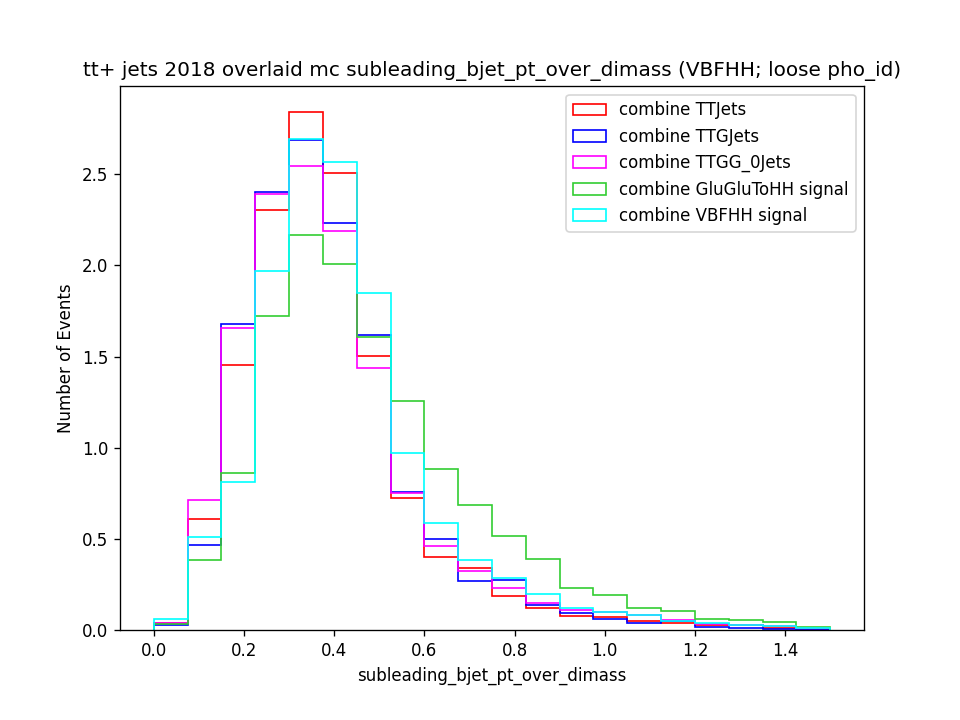 tt+ jets 2018 overlaid mc subleading_bjet_pt_over_dimass (VBFHH; loose pho_id)
combine TTJets
combine TTGJets
combine TTGG_0Jets
combine GluGluToHH signal
combine VBFHH signal
Number of Events
2.5
2.0
1.5
1.0
0.5
0.0
0.0 0.2 0.4 0.6 0.8 1.0 1.2 1.4
subleading_bjet_pt_over_dimass